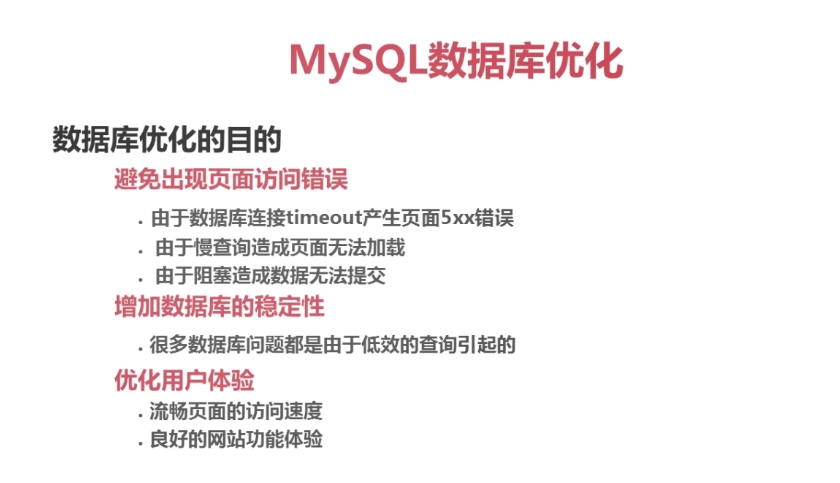 MySQL数据库优化
数据库优化的目的
避免出现页面访问错误
. 由于数据库连接timeout产生页面5xx错误
. 由于慢查询造成页面无法加载
. 由于阻塞造成数据无法提交
增加数据库的稳定性
. 很多数据库问题都是由于低效的查询引起的
优化用户体验
. 流畅页面的访问速度
. 良好的网站功能体验